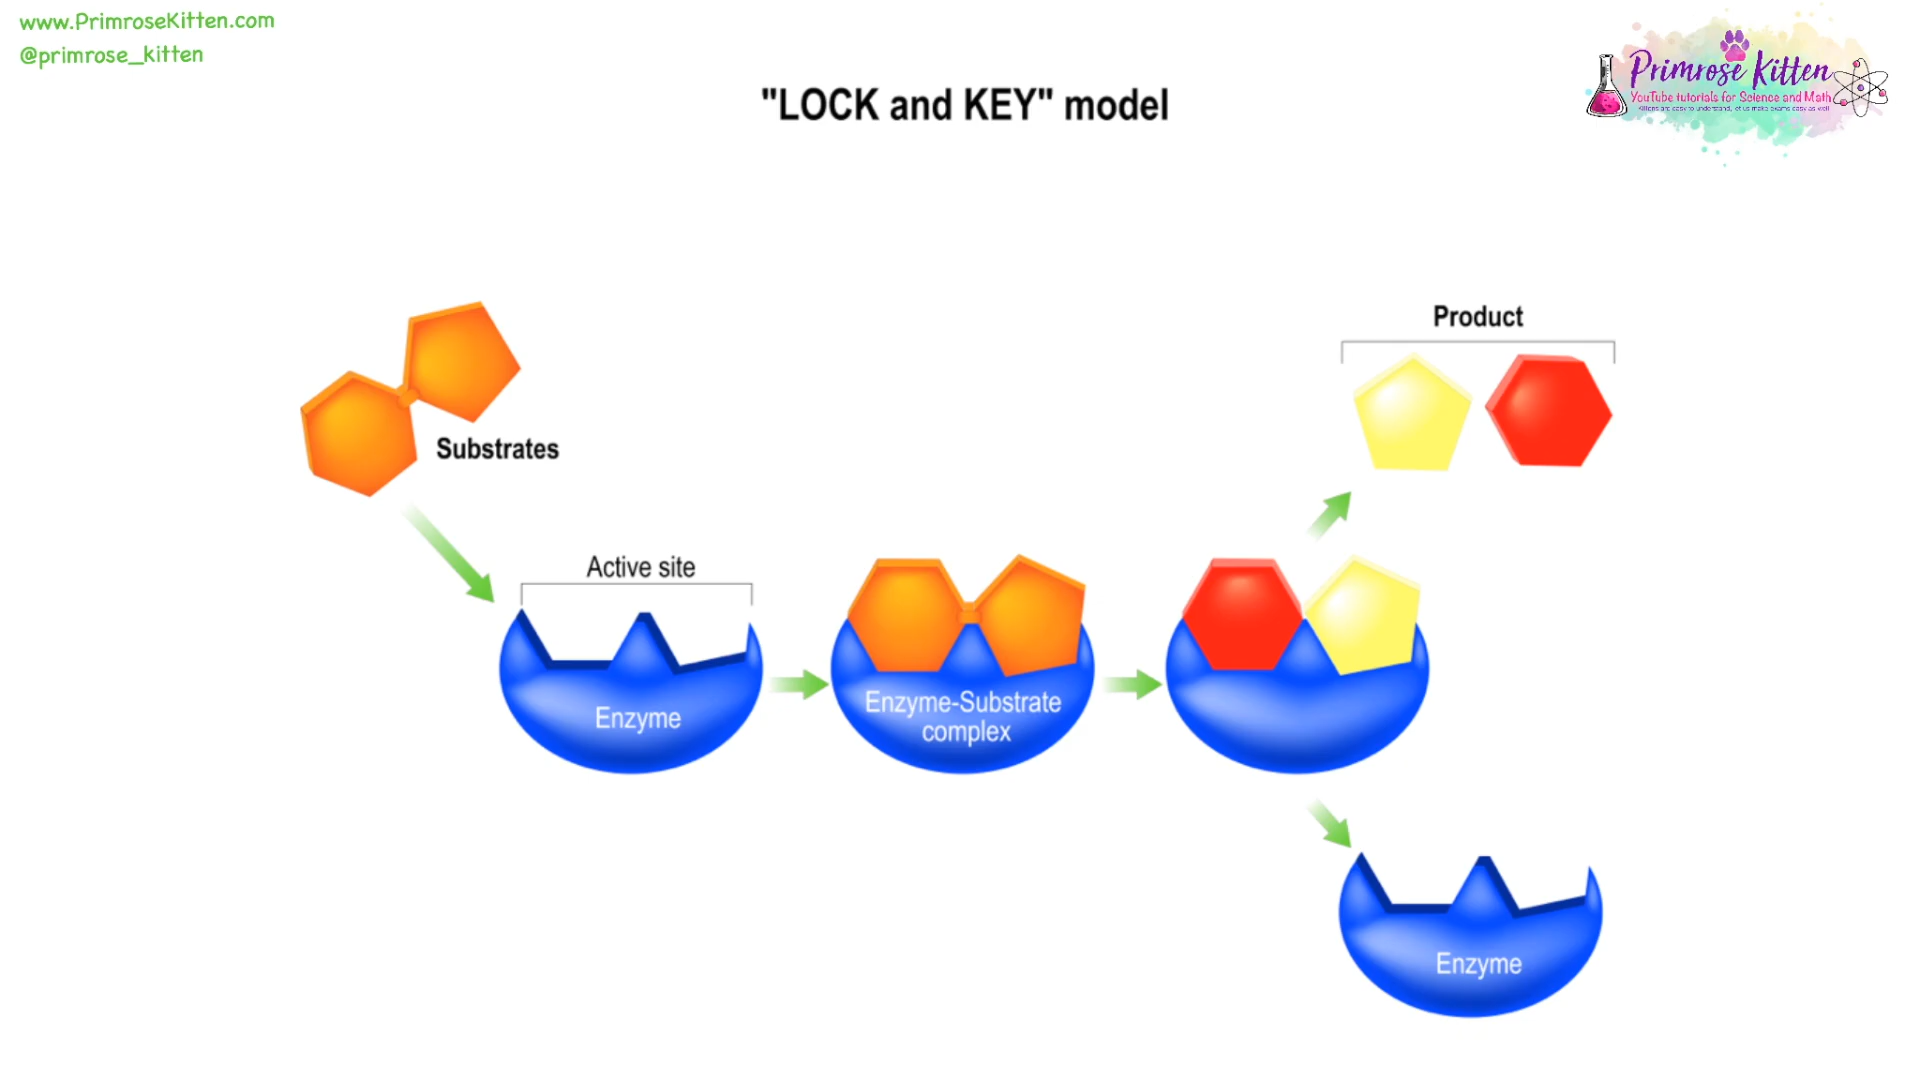 www.PrimroseKitten.com
@primrose_kitten
Primrose Kitten
YouTube tutorials for Science and Math
"LOCK and KEY" model
Product
Substrates
Active site
Enzyme
Enzyme-Substrate
complex
Enzyme